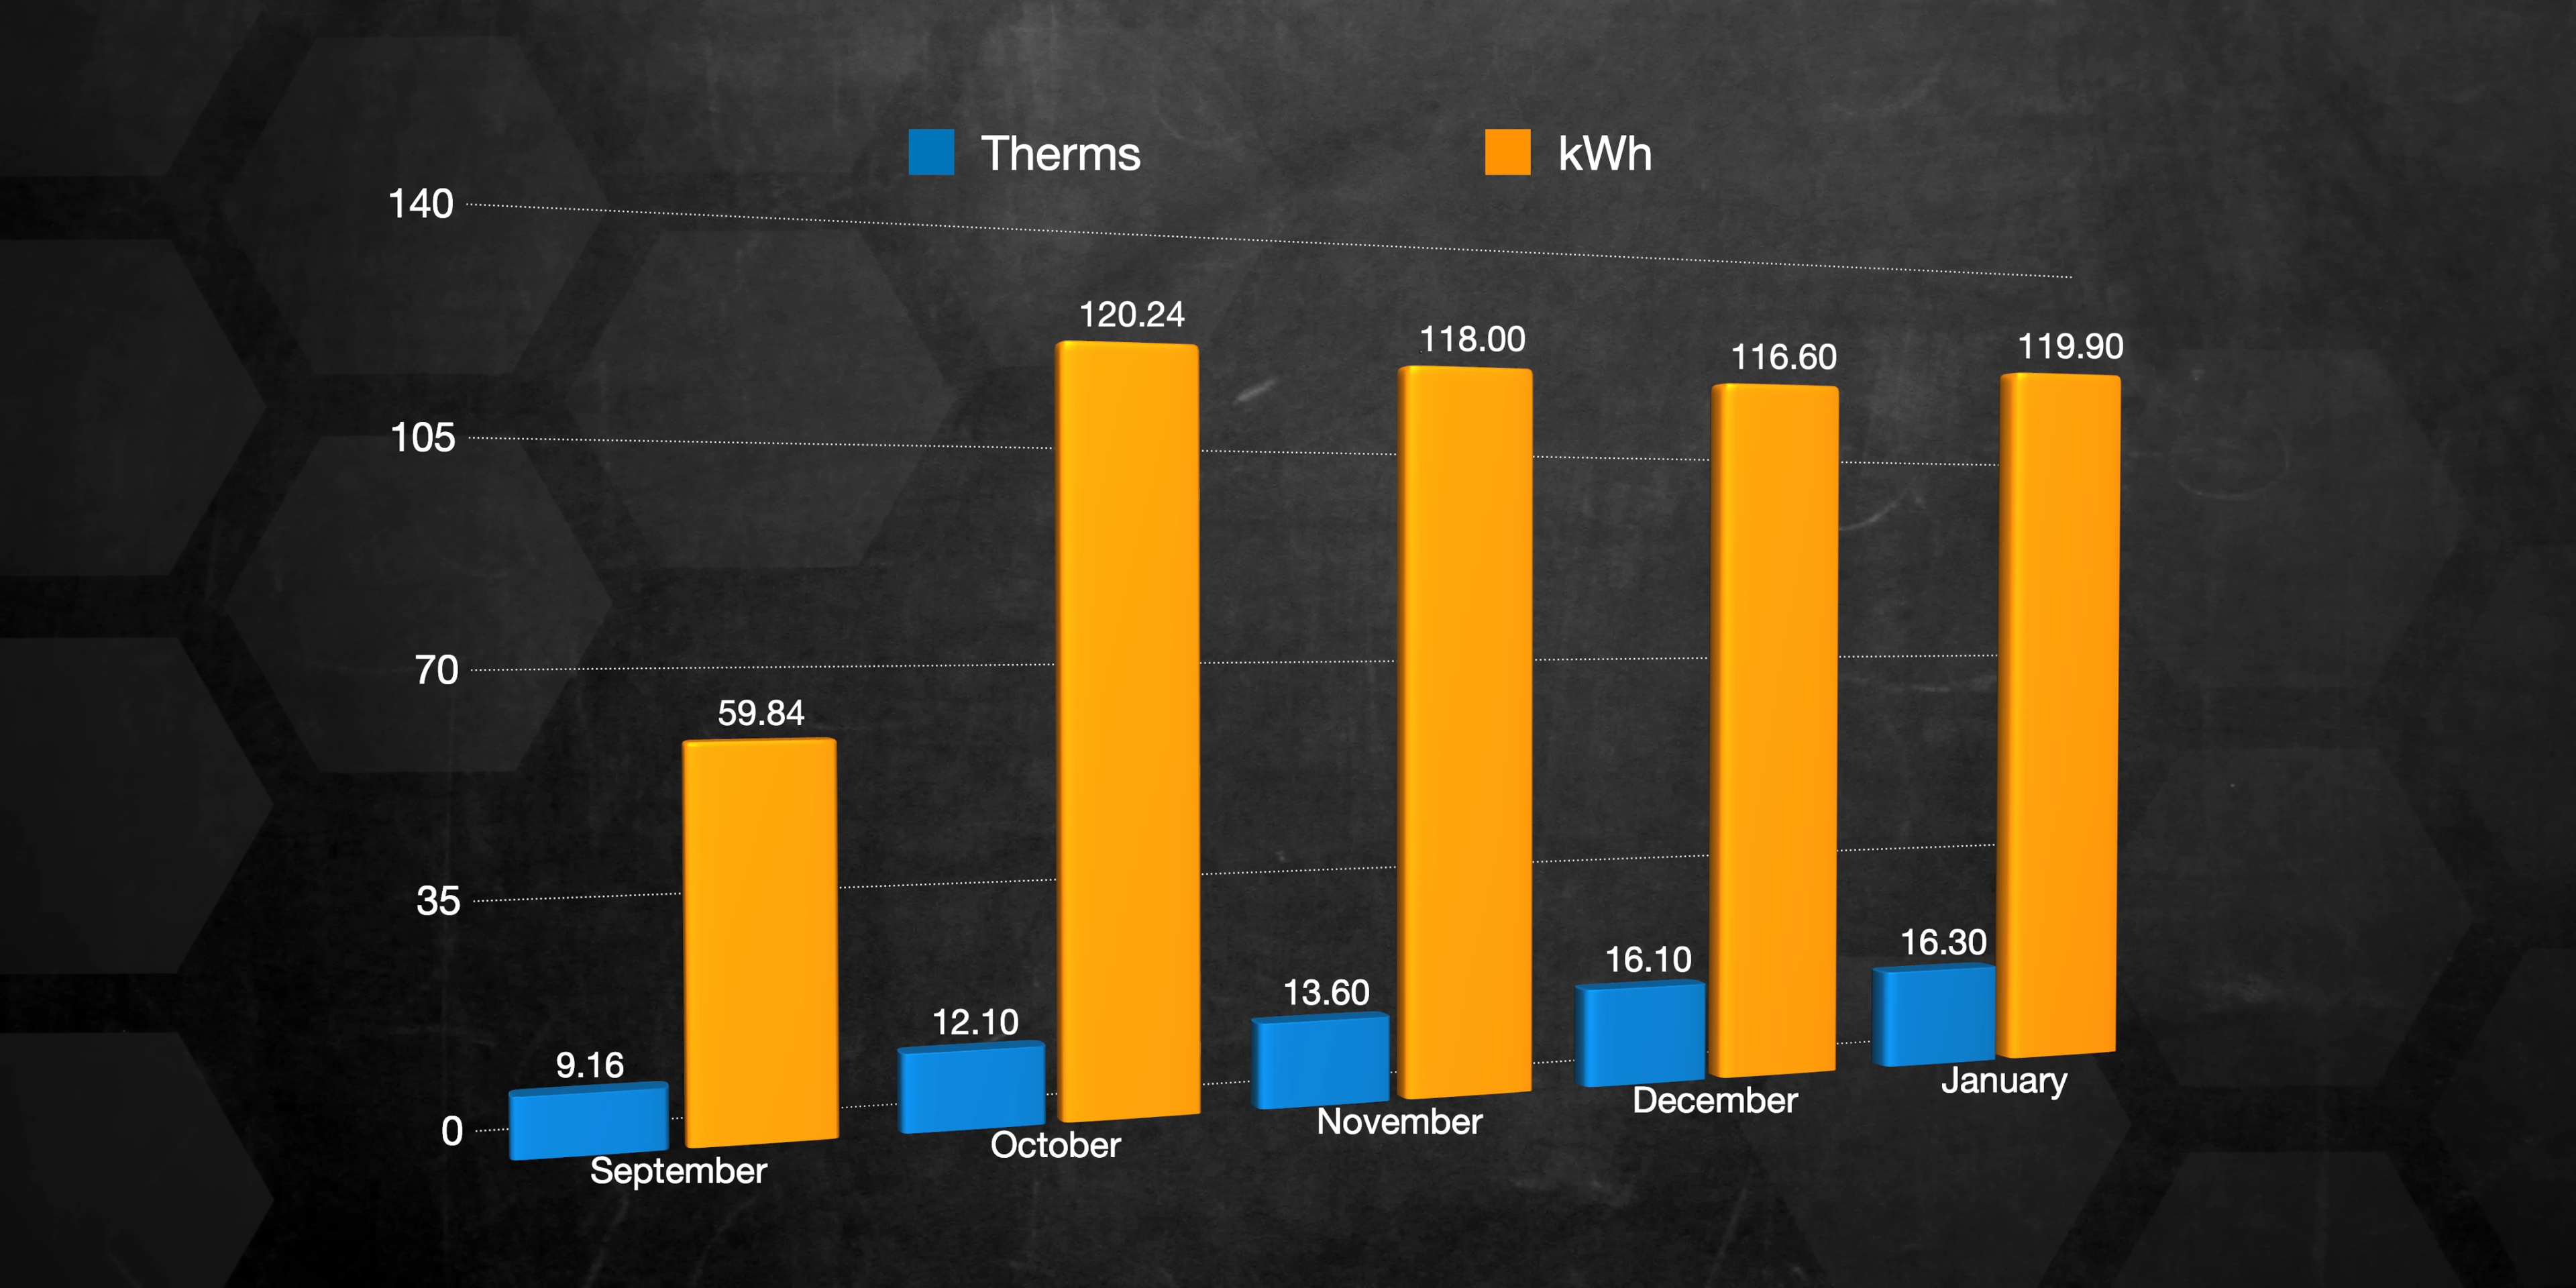 Therms kWh
140
120.24
118.00
116.60
119.90
105
70
59.84
35
9.16
12.10
13.60
16.10
16.30
0
September
October
November
December
January